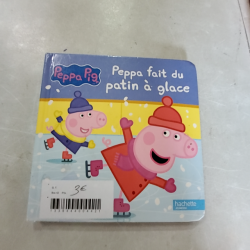 Peppa Pig
Peppa fait du
patin à glace
3€
hachette